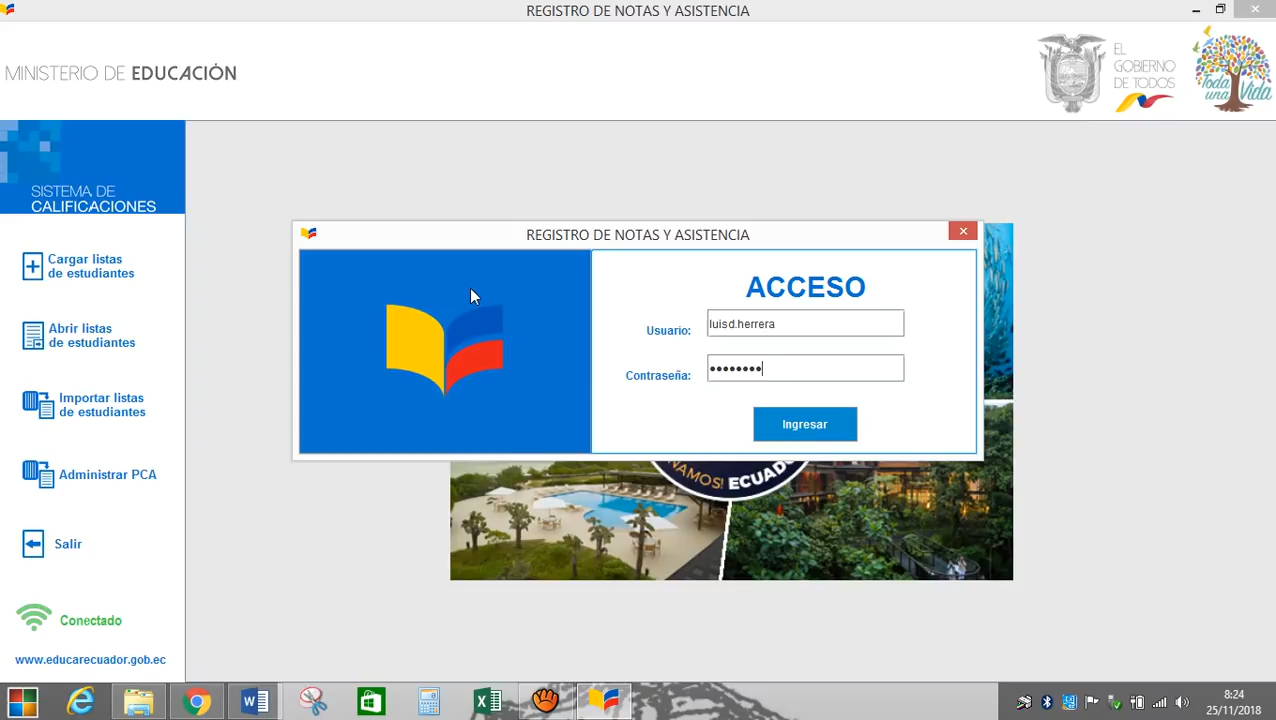 REGISTRO DE NOTAS Y ASISTENCIA
MINISTERIO DE EDUCACIÓN
EL
GOBIERNO
DE TODOS
Toda
una Vida
SISTEMA DE
CALIFICACIONES
Cargar listas
de estudiantes
Abrir listas
de estudiantes
Importar listas
de estudiantes
Administrar PCA
Salir
Conectado
www.educarecuador.gob.ec
REGISTRO DE NOTAS Y ASISTENCIA
ACCESO
Usuario:
luisd.herrera
Contraseña:
••••••••
Ingresar
ECUADOR
8:24
25/11/2018